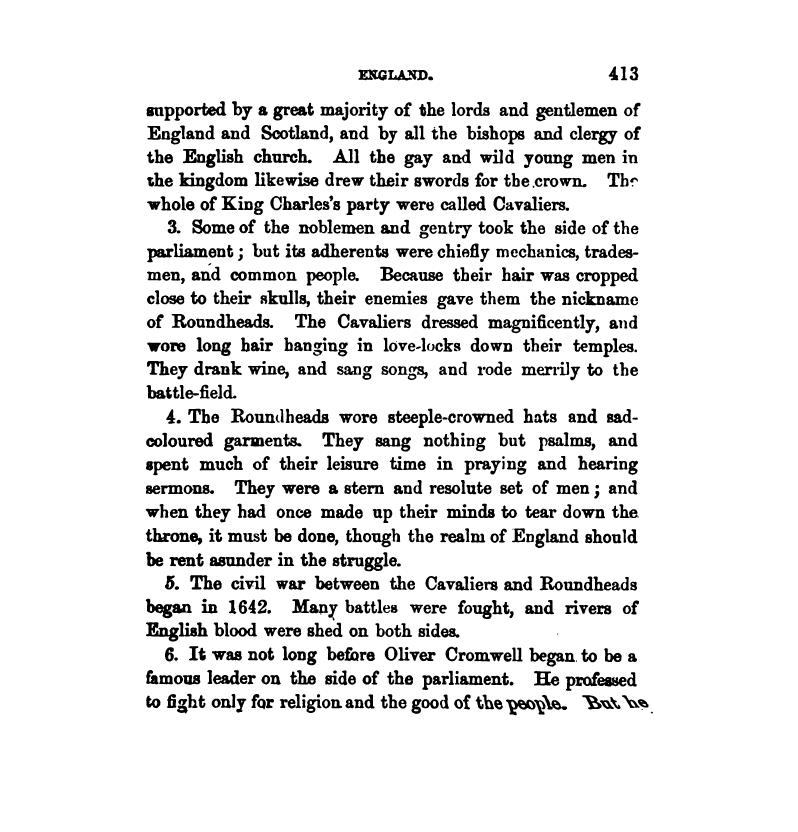 ENGLAND. 413
supported by a great majority of the lords and gentlemen of
England and Scotland, and by all the bishops and clergy of
the English church. All the gay and wild young men in
the kingdom likewise drew their swords for the crown. The
whole of King Charles's party were called Cavaliers.
3. Some of the noblemen and gentry took the side of the
parliament; but its adherents were chiefly mechanics, trades-
men, and common people. Because their hair was cropped
close to their skulls, their enemies gave them the nickname
of Roundheads. The Cavaliers dressed magnificently, and
wore long hair hanging in love-locks down their temples.
They drank wine, and sang songs, and rode merrily to the
battle-field.
4. The Roundheads wore steeple-crowned hats and sad-
coloured garments. They sang nothing but psalms, and
spent much of their leisure time in praying and hearing
sermons. They were a stern and resolute set of men; and
when they had once made up their minds to tear down the
throne, it must be done, though the realm of England should
be rent asunder in the struggle.
5. The civil war between the Cavaliers and Roundheads
began in 1642. Many battles were fought, and rivers of
English blood were shed on both sides.
6. It was not long before Oliver Cromwell began to be a
famous leader on the side of the parliament. He professed
to fight only for religion and the good of the people. But he